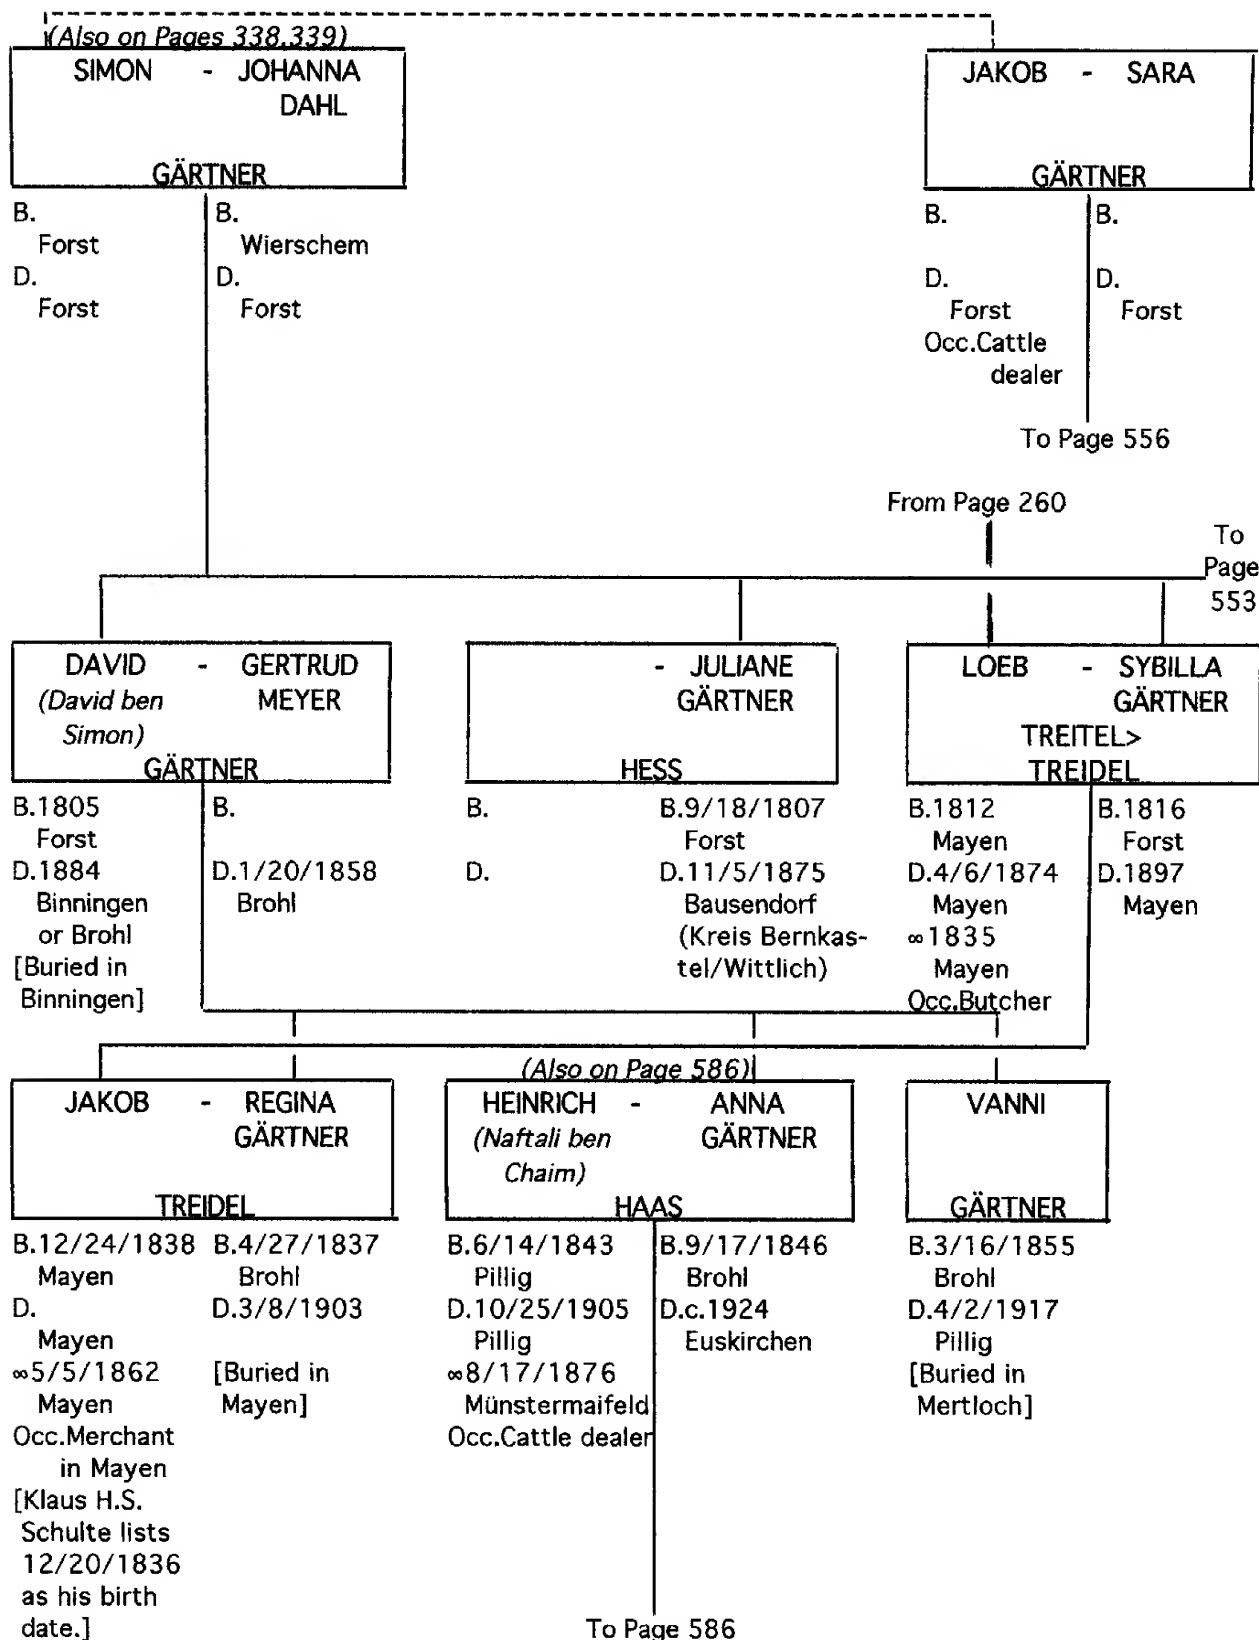 (Also on Pages 338,339)
SIMON - JOHANNA
DAHL
GÄRTNER
B.
Forst
D.
Forst
B.
Wierschem
D.
Forst
JAKOB - SARA
GÄRTNER
B.
D.
Forst
Occ.Cattle
dealer
B.
D.
Forst
To Page 556
From Page 260
To
Page
553
DAVID - GERTRUD
(David ben MEYER
Simon)
GÄRTNER
B.1805
Forst
D.1884
Binningen
or Brohl
[Buried in
Binningen]
B.
D.1/20/1858
Brohl
- JULIANE
GÄRTNER
HESS
B.
D.
B.9/18/1807
Forst
D.11/5/1875
Bausendorf
(Kreis Bernkas-
tel/Wittlich)
LOEB - SYBILLA
GÄRTNER
TREITEL>
TREIDEL
B.1812
Mayen
D.4/6/1874
Mayen
∞1835
Mayen
Occ.Butcher
B.1816
Forst
D.1897
Mayen
JAKOB - REGINA
GÄRTNER
TREIDEL
B.12/24/1838
Mayen
D.
Mayen
∞5/5/1862
Mayen
Occ.Merchant
in Mayen
[Klaus H.S.
Schulte lists
12/20/1836
as his birth
date.]
B.4/27/1837
Brohl
D.3/8/1903
[Buried in
Mayen]
(Also on Page 586)
HEINRICH - ANNA
(Naftali ben GÄRTNER
Chaim)
HAAS
B.6/14/1843
Pillig
D.10/25/1905
Pillig
∞8/17/1876
Münstermaifeld
Occ.Cattle dealer
B.9/17/1846
Brohl
D.c.1924
Euskirchen
To Page 586
VANNI
GÄRTNER
B.3/16/1855
Brohl
D.4/2/1917
Pillig
[Buried in
Mertloch]